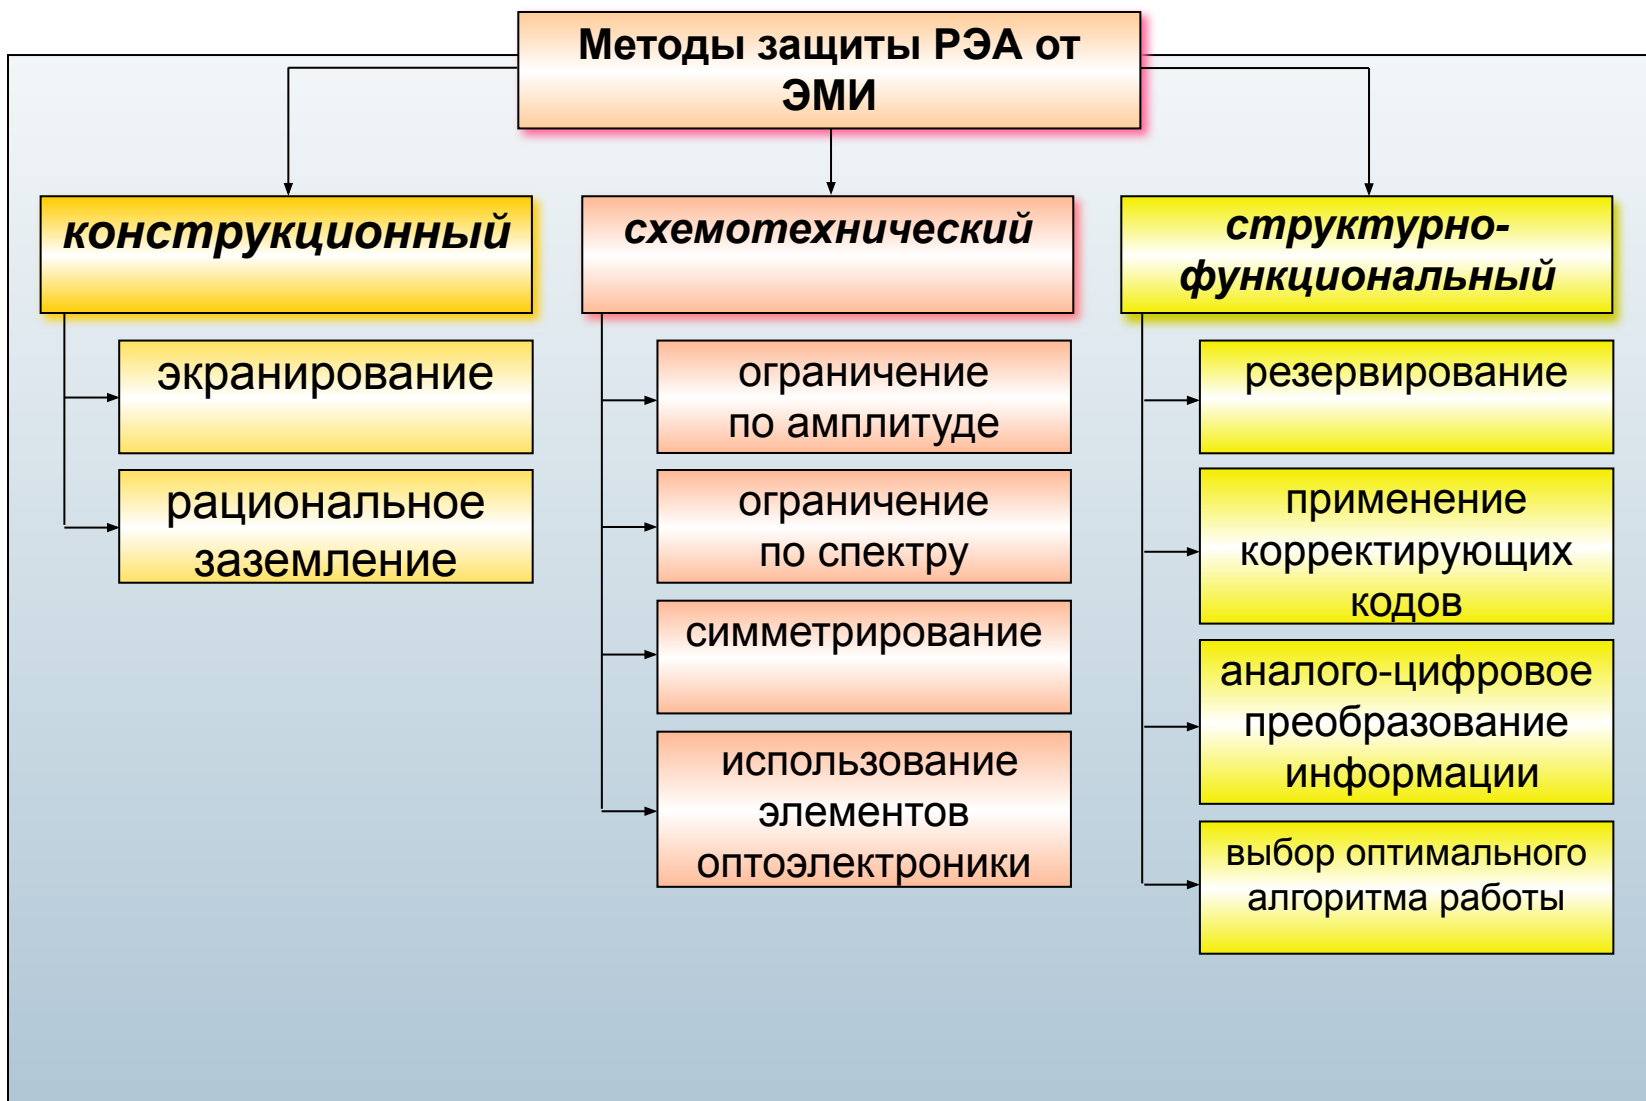 Методы защиты РЭА от
ЭМИ
конструкционный
экранирование
рациональное
заземление
схемотехнический
ограничение
по амплитуде
ограничение
по спектру
симметрирование
использование
элементов
оптоэлектроники
структурно-
функциональный
резервирование
применение
корректирующих
кодов
аналого-цифровое
преобразование
информации
выбор оптимального
алгоритма работы